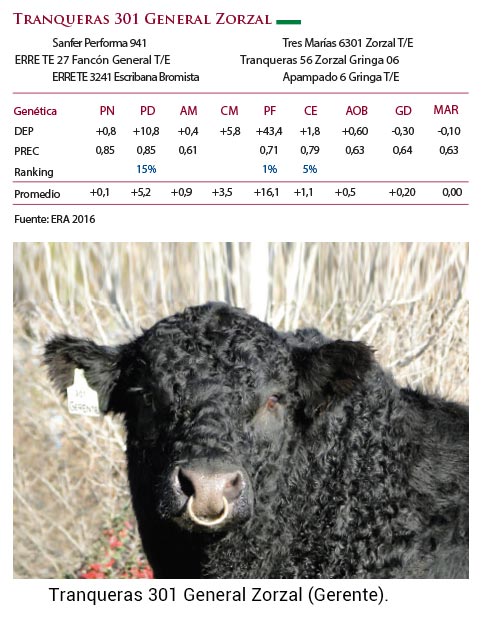 TRANQUERAS 301 GENERAL ZORZAL
Sanfer Performa 941 Tres Marías 6301 Zorzal T/E
ERRE TE 27 Fancón General T/E Tranqueras 56 Zorzal Gringa 06
ERRE TE 3241 Escribana Bromista Apampado 6 Gringa T/E
Genética PN PD AM CM PF CE AOB GD MAR
DEP +0,8 +10,8 +0,4 +5,8 +43,4 +1,8 +0,60 -0,30 -0,10
PREC 0,85 0,85 0,61 0,71 0,79 0,63 0,64 0,63
Ranking 15% 1% 5%
Promedio +0,1 +5,2 +0,9 +3,5 +16,1 +1,1 +0,5 +0,20 0,00
Fuente: ERA 2016
301
GERENTE
Tranqueras 301 General Zorzal (Gerente).